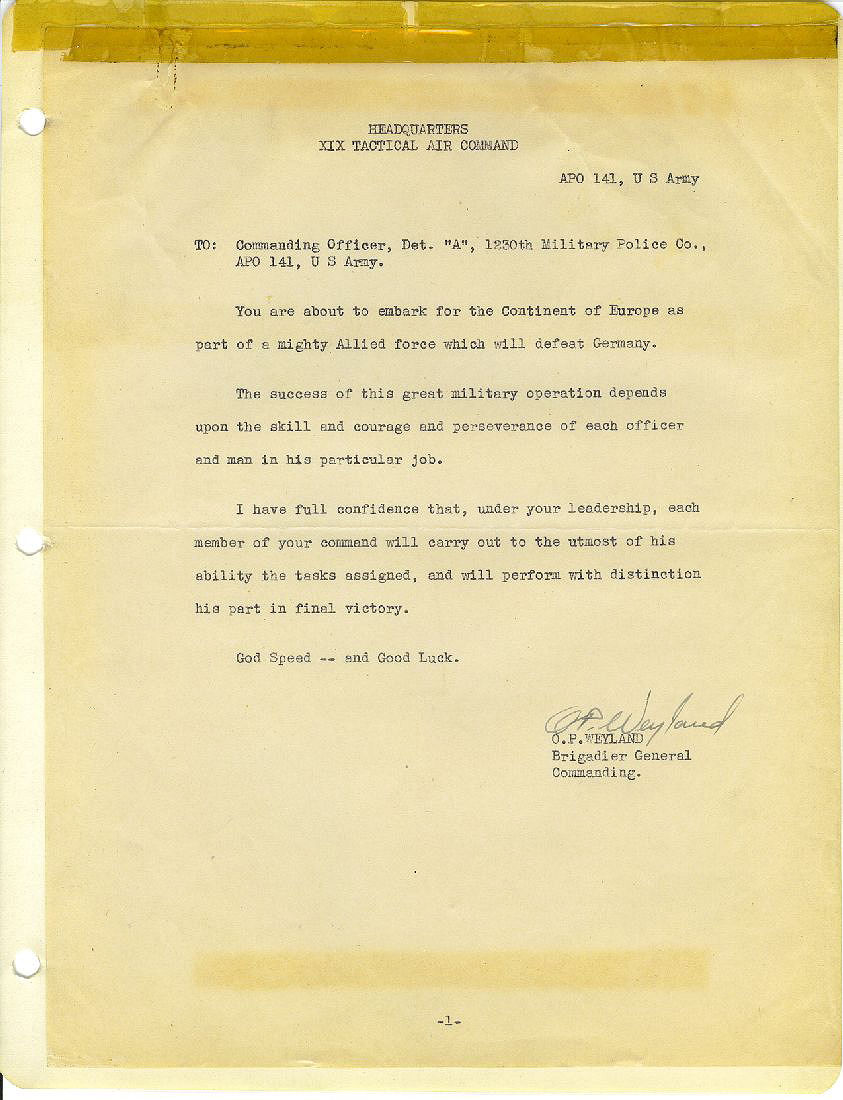 HEADQUARTERS
XIX TACTICAL AIR COMMAND
APO 141, U S Army
TO: Commanding Officer, Det. "A", 1230th Military Police Co.,
APO 141, U S Army.
You are about to embark for the Continent of Europe as
part of a mighty Allied force which will defeat Germany.
The success of this great military operation depends
upon the skill and courage and perseverance of each officer
and man in his particular job.
I have full confidence that, under your leadership, each
member of your command will carry out to the utmost of his
ability the tasks assigned, and will perform with distinction
his part in final victory.
God Speed -- and Good Luck.
O.P. Weyland
O.P.WEYLAND
Brigadier General
Commanding.
-1-